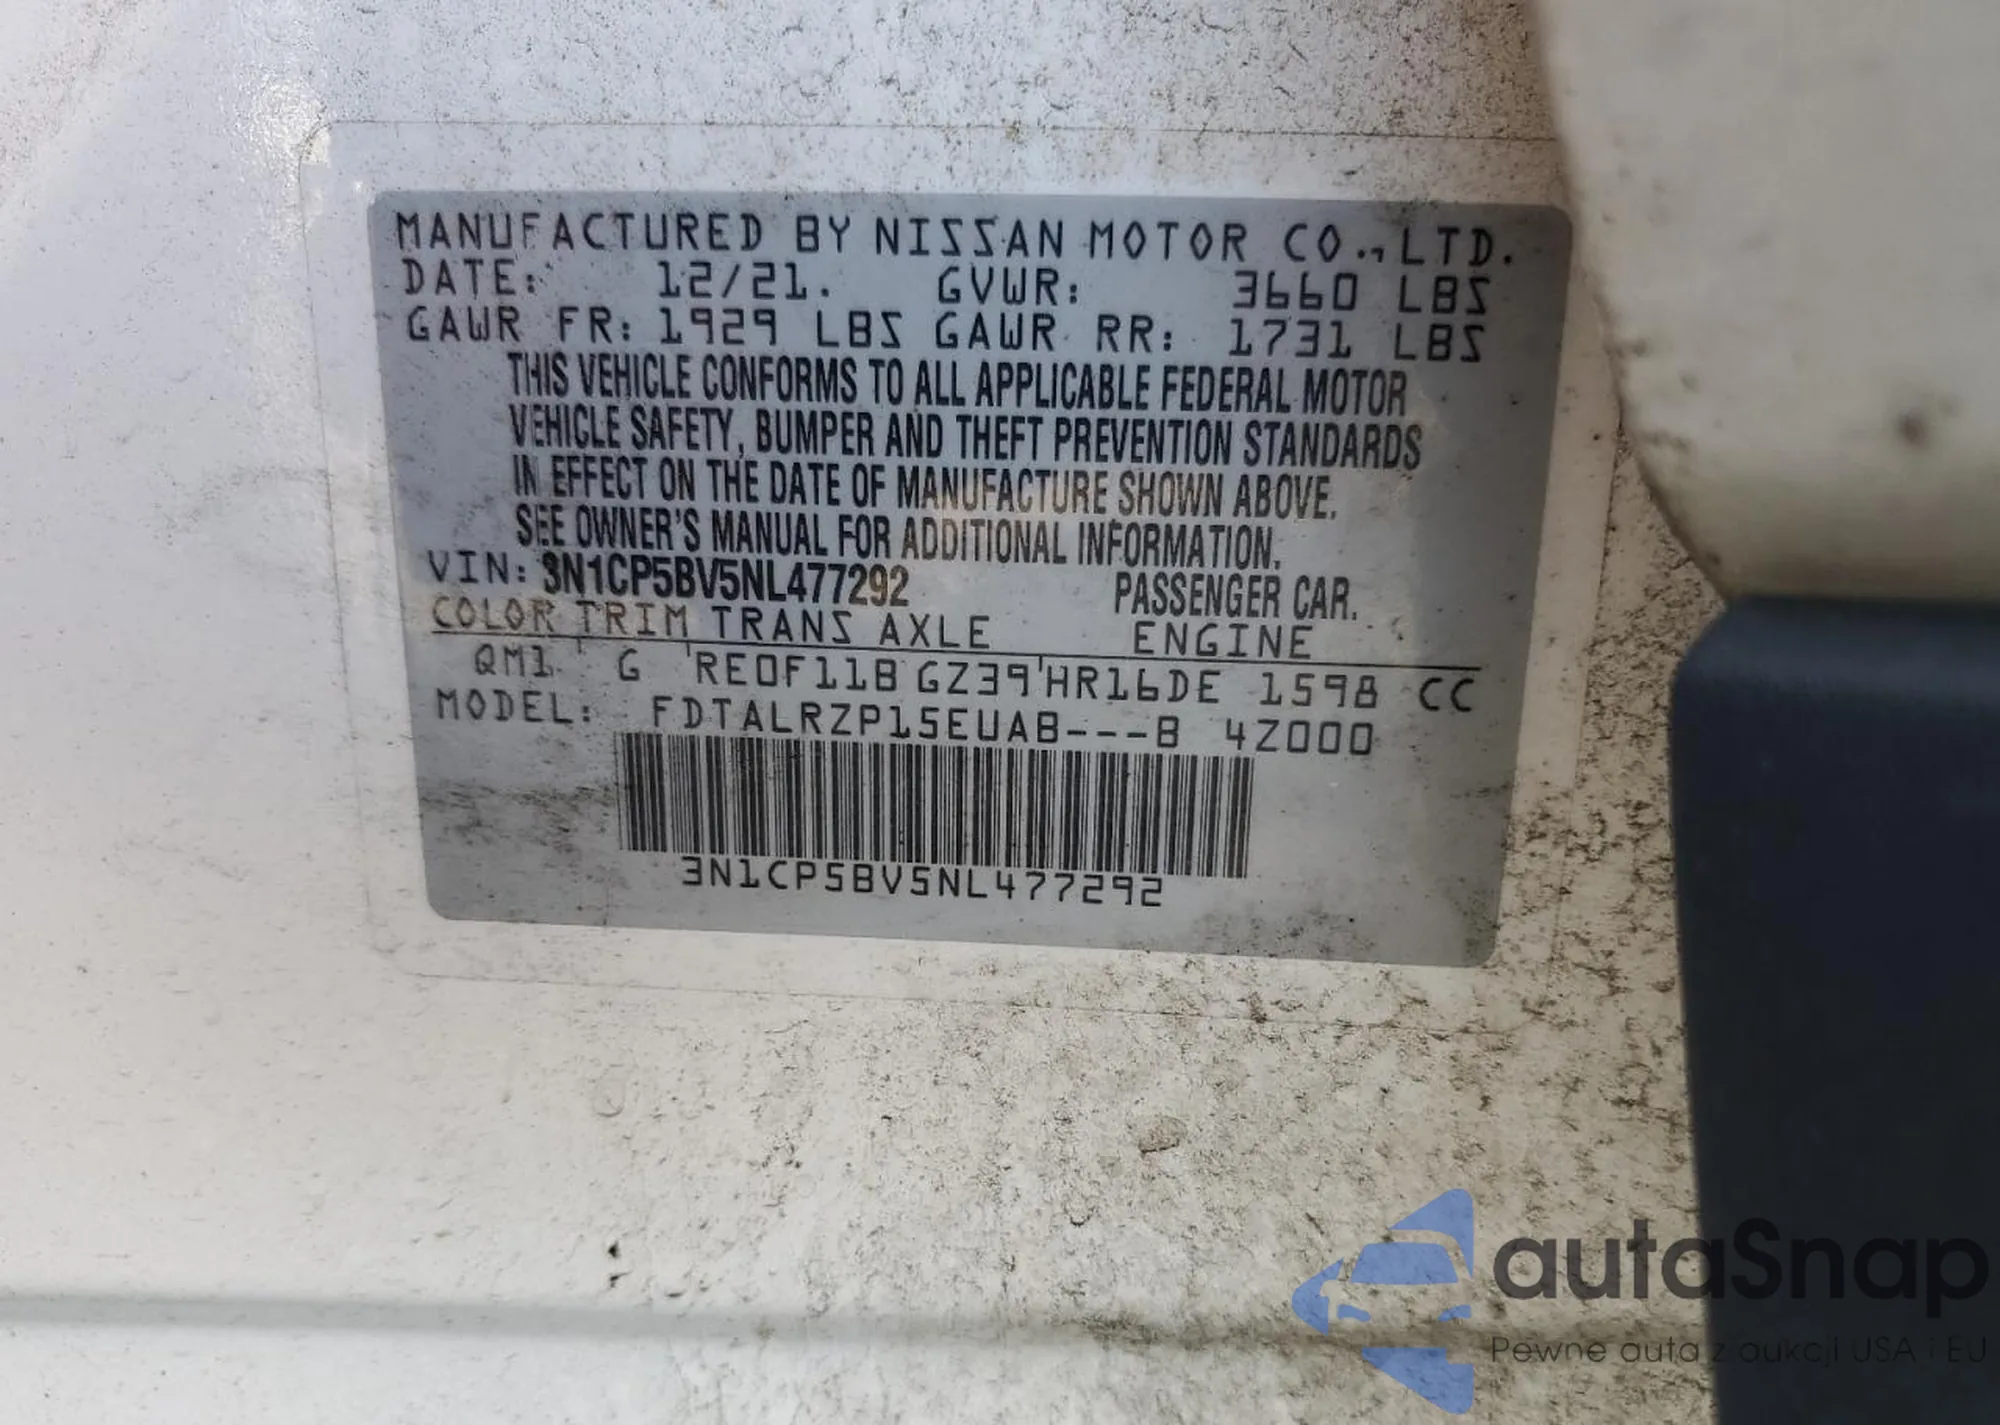 MANUFACTURED BY NISSAN MOTOR CO., LTD.
DATE: 12/21. GVWR: 3660 LBS
GAWR FR: 1929 LBS GAWR RR: 1731 LBS
THIS VEHICLE CONFORMS TO ALL APPLICABLE FEDERAL MOTOR
VEHICLE SAFETY, BUMPER AND THEFT PREVENTION STANDARDS
IN EFFECT ON THE DATE OF MANUFACTURE SHOWN ABOVE.
SEE OWNER'S MANUAL FOR ADDITIONAL INFORMATION.
VIN: 3N1CP5BV5NL477292 PASSENGER CAR.
COLOR TRIM TRANS AXLE ENGINE
QM1 G RE0F11B GZ39 HR16DE 1598 CC
MODEL: FDTALRZP15EUAB---B 4Z000
3N1CP5BV5NL477292
autaSnap
Pewne auta z aukcji USA i EU